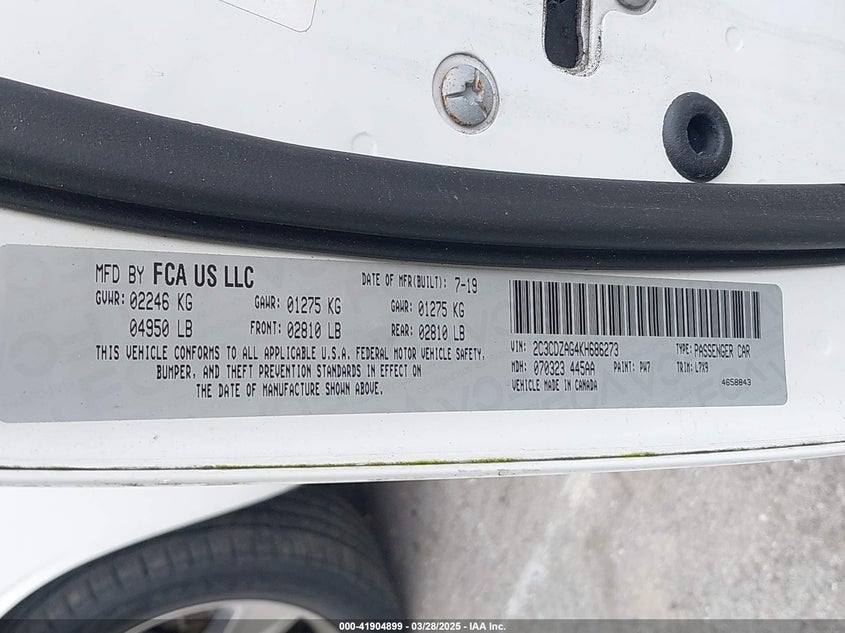 MFD BY FCA US LLC
DATE OF MFR(BUILT): 7-19
GVWR: 02246 KG
GAWR: 01275 KG
GAWR: 01275 KG
04950 LB
FRONT: 02810 LB
REAR: 02810 LB
THIS VEHICLE CONFORMS TO ALL APPLICABLE U.S.A. FEDERAL MOTOR VEHICLE SAFETY,
BUMPER, AND THEFT PREVENTION STANDARDS IN EFFECT ON
THE DATE OF MANUFACTURE SHOWN ABOVE.
VIN: 2C3CDZAG4KH686273
TYPE: PASSENGER CAR
MDH: 070323 445AA
PAINT: PW7
TRIM: L7X9
VEHICLE MADE IN CANADA
4658843
000-41904899 | 03/28/2025 - IAA Inc.